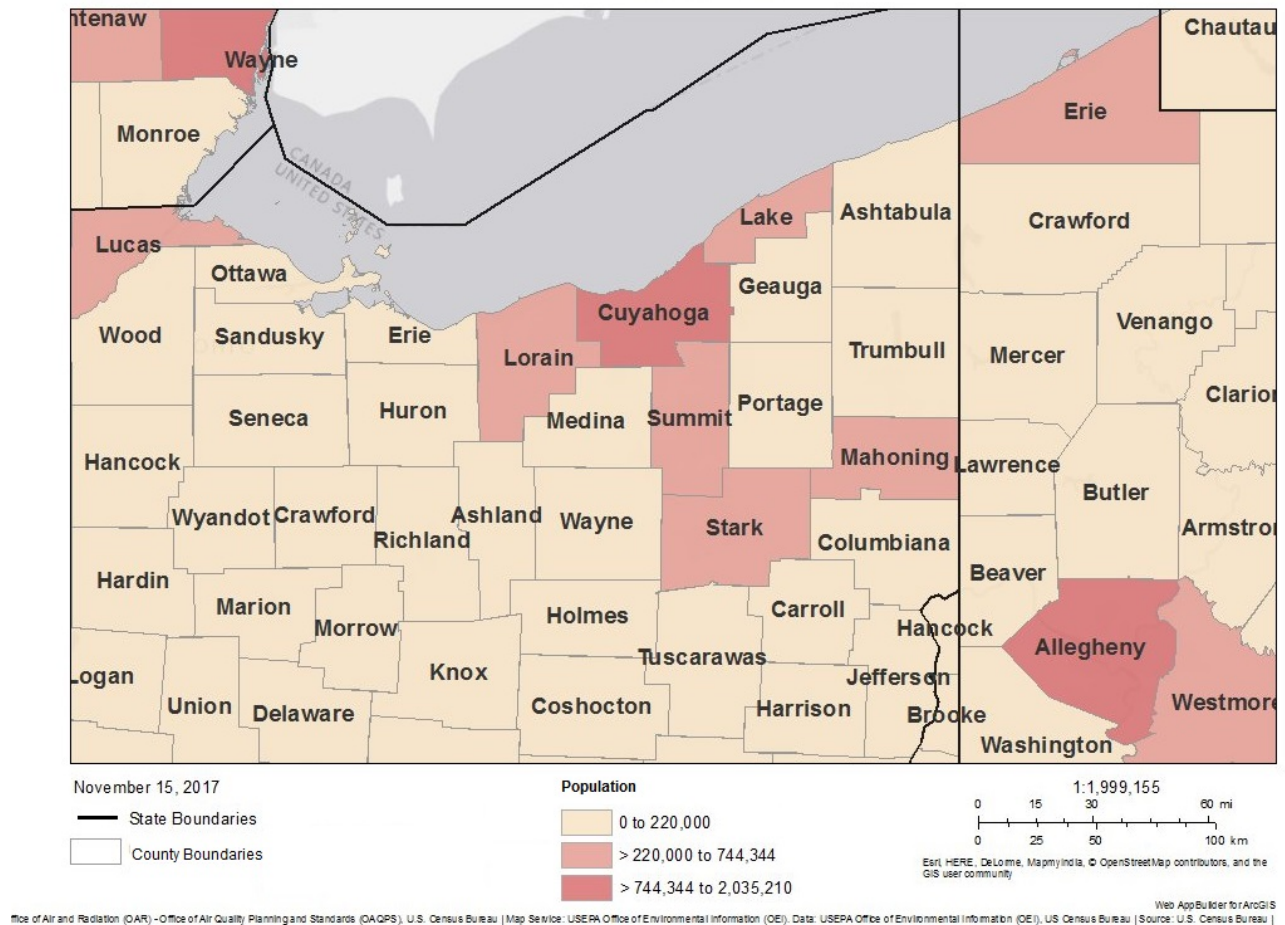 ntenaw
Wayne
Chautau
Monroe
Erie
CANADA
UNITED STATES
Lake
Ashtabula
Crawford
Lucas
Ottawa
Geauga
Cuyahoga
Wood
Sandusky
Erie
Lorain
Trumbull
Mercer
Venango
Seneca
Huron
Medina
Summit
Portage
Clarion
Hancock
Mahoning
Lawrence
Butler
Wyandot
Crawford
Richland
Ashland
Wayne
Stark
Columbiana
Armstron
Hardin
Marion
Morrow
Holmes
Carroll
Beaver
Hancock
Allegheny
Logan
Union
Delaware
Knox
Coshocton
Tuscarawas
Harrison
Jefferson
Brooke
Westmore
Washington
November 15, 2017
State Boundaries
County Boundaries
Population
0 to 220,000
> 220,000 to 744,344
> 744,344 to 2,035,210
1:1,999,155
0 15 30 60 mi
0 25 50 100 km
Esri, HERE, DeLorme, MapmyIndia, © OpenStreetMap contributors, and the
GIS user community
Web AppBuilder for ArcGIS
ffice of Air and Radiation (OAR) - Office of Air Quality Planning and Standards (OAQPS), U.S. Census Bureau | Map Service: USEPA Office of Environmental Information (OEI). Data: USEPA Office of Environmental Information (OEI), US Census Bureau | Source: U.S. Census Bureau |